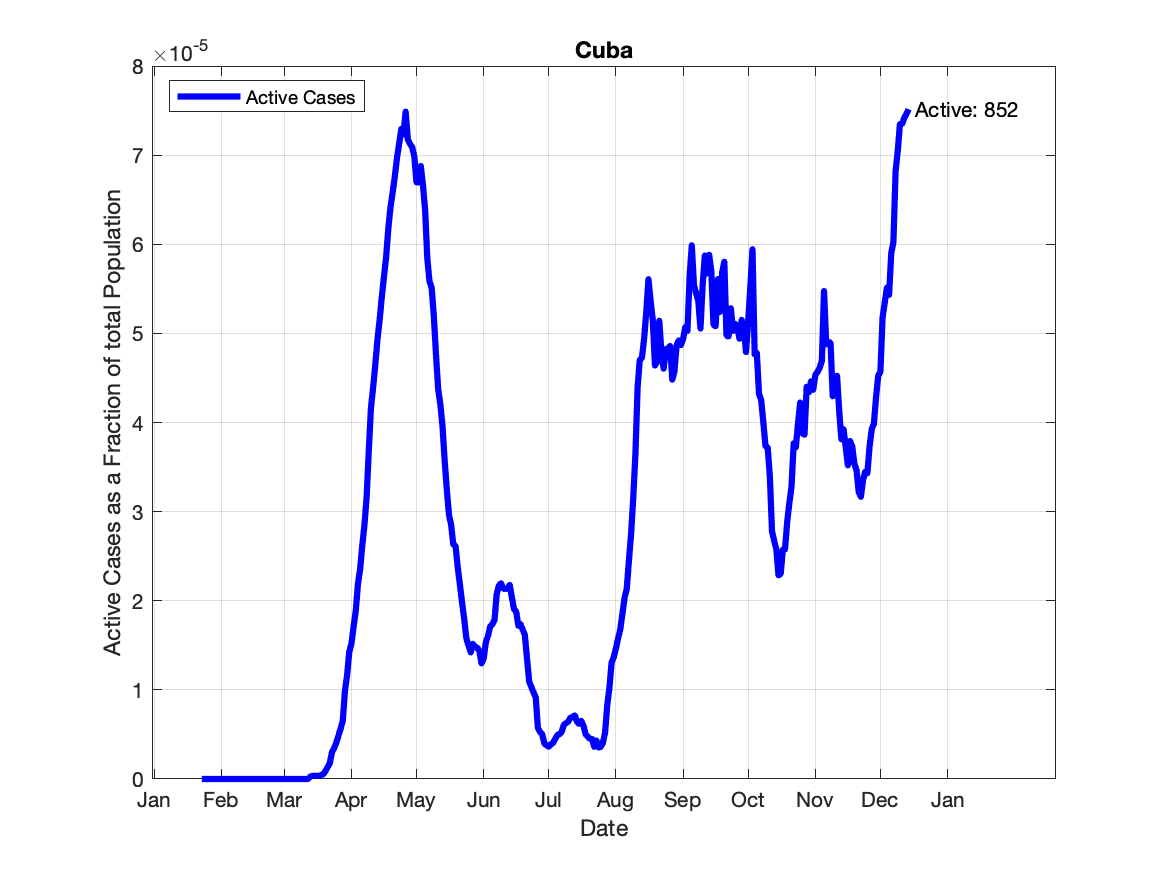 Cuba
×10-5
Active Cases
Active: 852
8
7
6
5
4
3
2
1
0
Active Cases as a Fraction of total Population
Jan Feb Mar Apr May Jun Jul Aug Sep Oct Nov Dec Jan
Date